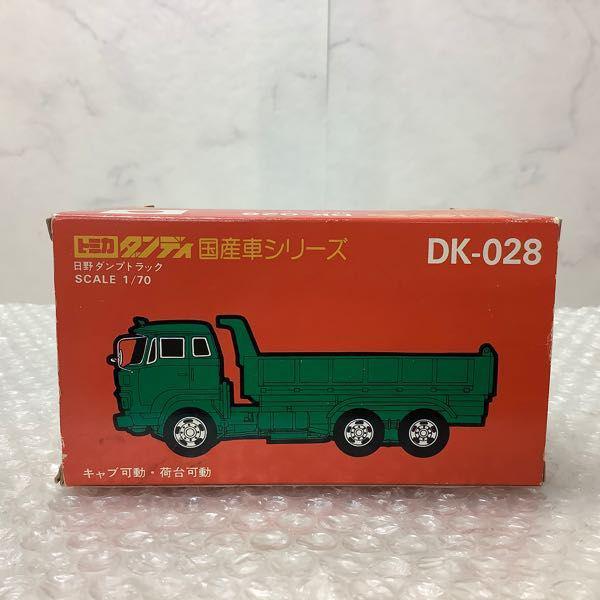 トミカ ダンディ 国産車シリーズ DK-028
日野ダンプトラック
SCALE 1/70
キャブ可動・荷台可動